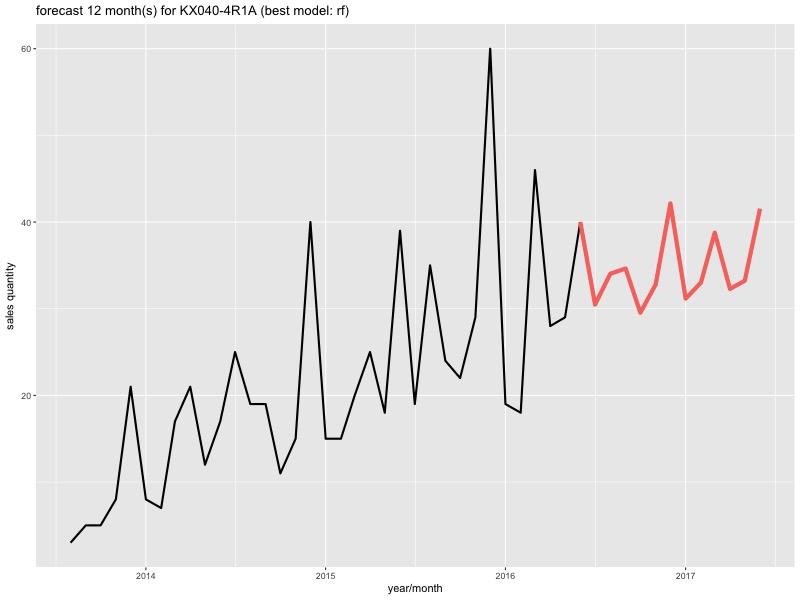 forecast 12 month(s) for KX040-4R1A (best model: rf)
60
40
20
sales quantity
2014 2015 2016 2017
year/month